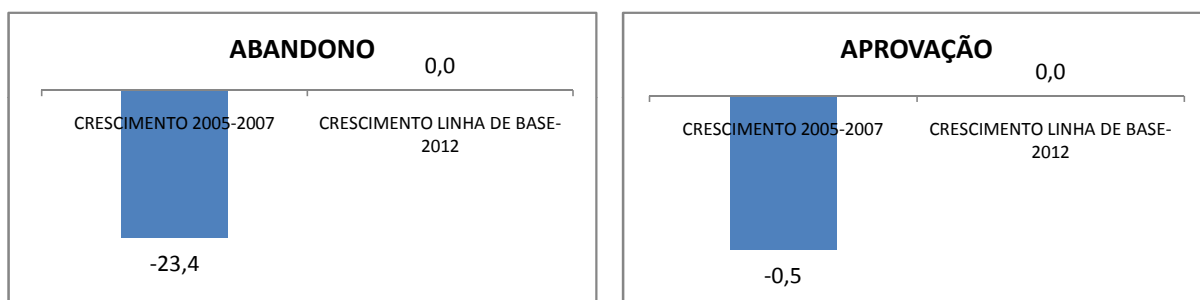 ABANDONO
0,0
CRESCIMENTO 2005-2007
CRESCIMENTO LINHA DE BASE-
2012
-23,4
APROVAÇÃO
0,0
CRESCIMENTO 2005-2007
CRESCIMENTO LINHA DE BASE-
2012
-0,5